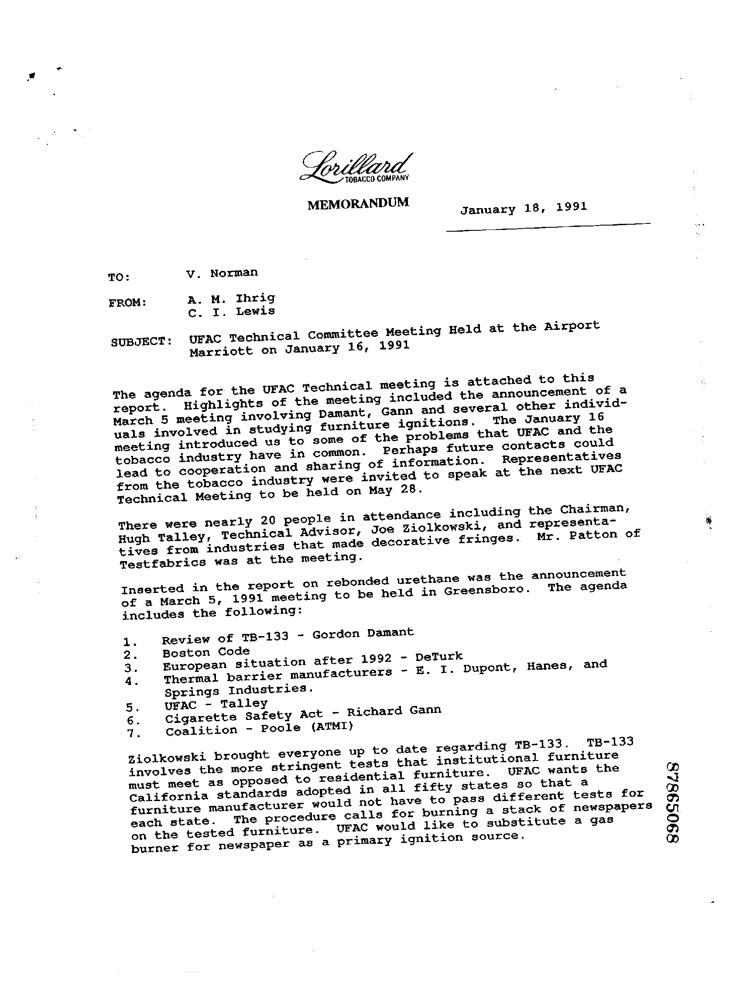 Lorillard
TOBACCO COMPANY
MEMORANDUM
January 18, 1991
TO: V. Norman
FROM: A. M. Ihrig
C. I. Lewis
SUBJECT: UFAC Technical Committee Meeting Held at the Airport
Marriott on January 16, 1991
The agenda for the UFAC Technical meeting is attached to this
report. Highlights of the meeting included the announcement of a
March 5 meeting involving Damant, Gann and several other individ-
uals involved in studying furniture ignitions. The January 16
meeting introduced us to some of the problems that UFAC and the
tobacco industry have in common. Perhaps future contacts could
lead to cooperation and sharing of information. Representatives
from the tobacco industry were invited to speak at the next UFAC
Technical Meeting to be held on May 28.
There were nearly 20 people in attendance including the Chairman,
Hugh Talley, Technical Advisor, Joe Ziolkowski, and representa-
tives from industries that made decorative fringes. Mr. Patton of
Testfabrics was at the meeting.
Inserted in the report on rebonded urethane was the announcement
of a March 5, 1991 meeting to be held in Greensboro. The agenda
includes the following:
1. Review of TB-133 - Gordon Damant
2. Boston Code
3. European situation after 1992 - DeTurk
4. Thermal barrier manufacturers - E. I. Dupont, Hanes, and
Springs Industries.
5. UFAC - Talley
6. Cigarette Safety Act - Richard Gann
7. Coalition - Poole (ATMI)
Ziolkowski brought everyone up to date regarding TB-133. TB-133
involves the more stringent tests that institutional furniture
must meet as opposed to residential furniture. UFAC wants the
California standards adopted in all fifty states so that a
furniture manufacturer would not have to pass different tests for
each state. The procedure calls for burning a stack of newspapers
on the tested furniture. UFAC would like to substitute a gas
burner for newspaper as a primary ignition source.
87865068